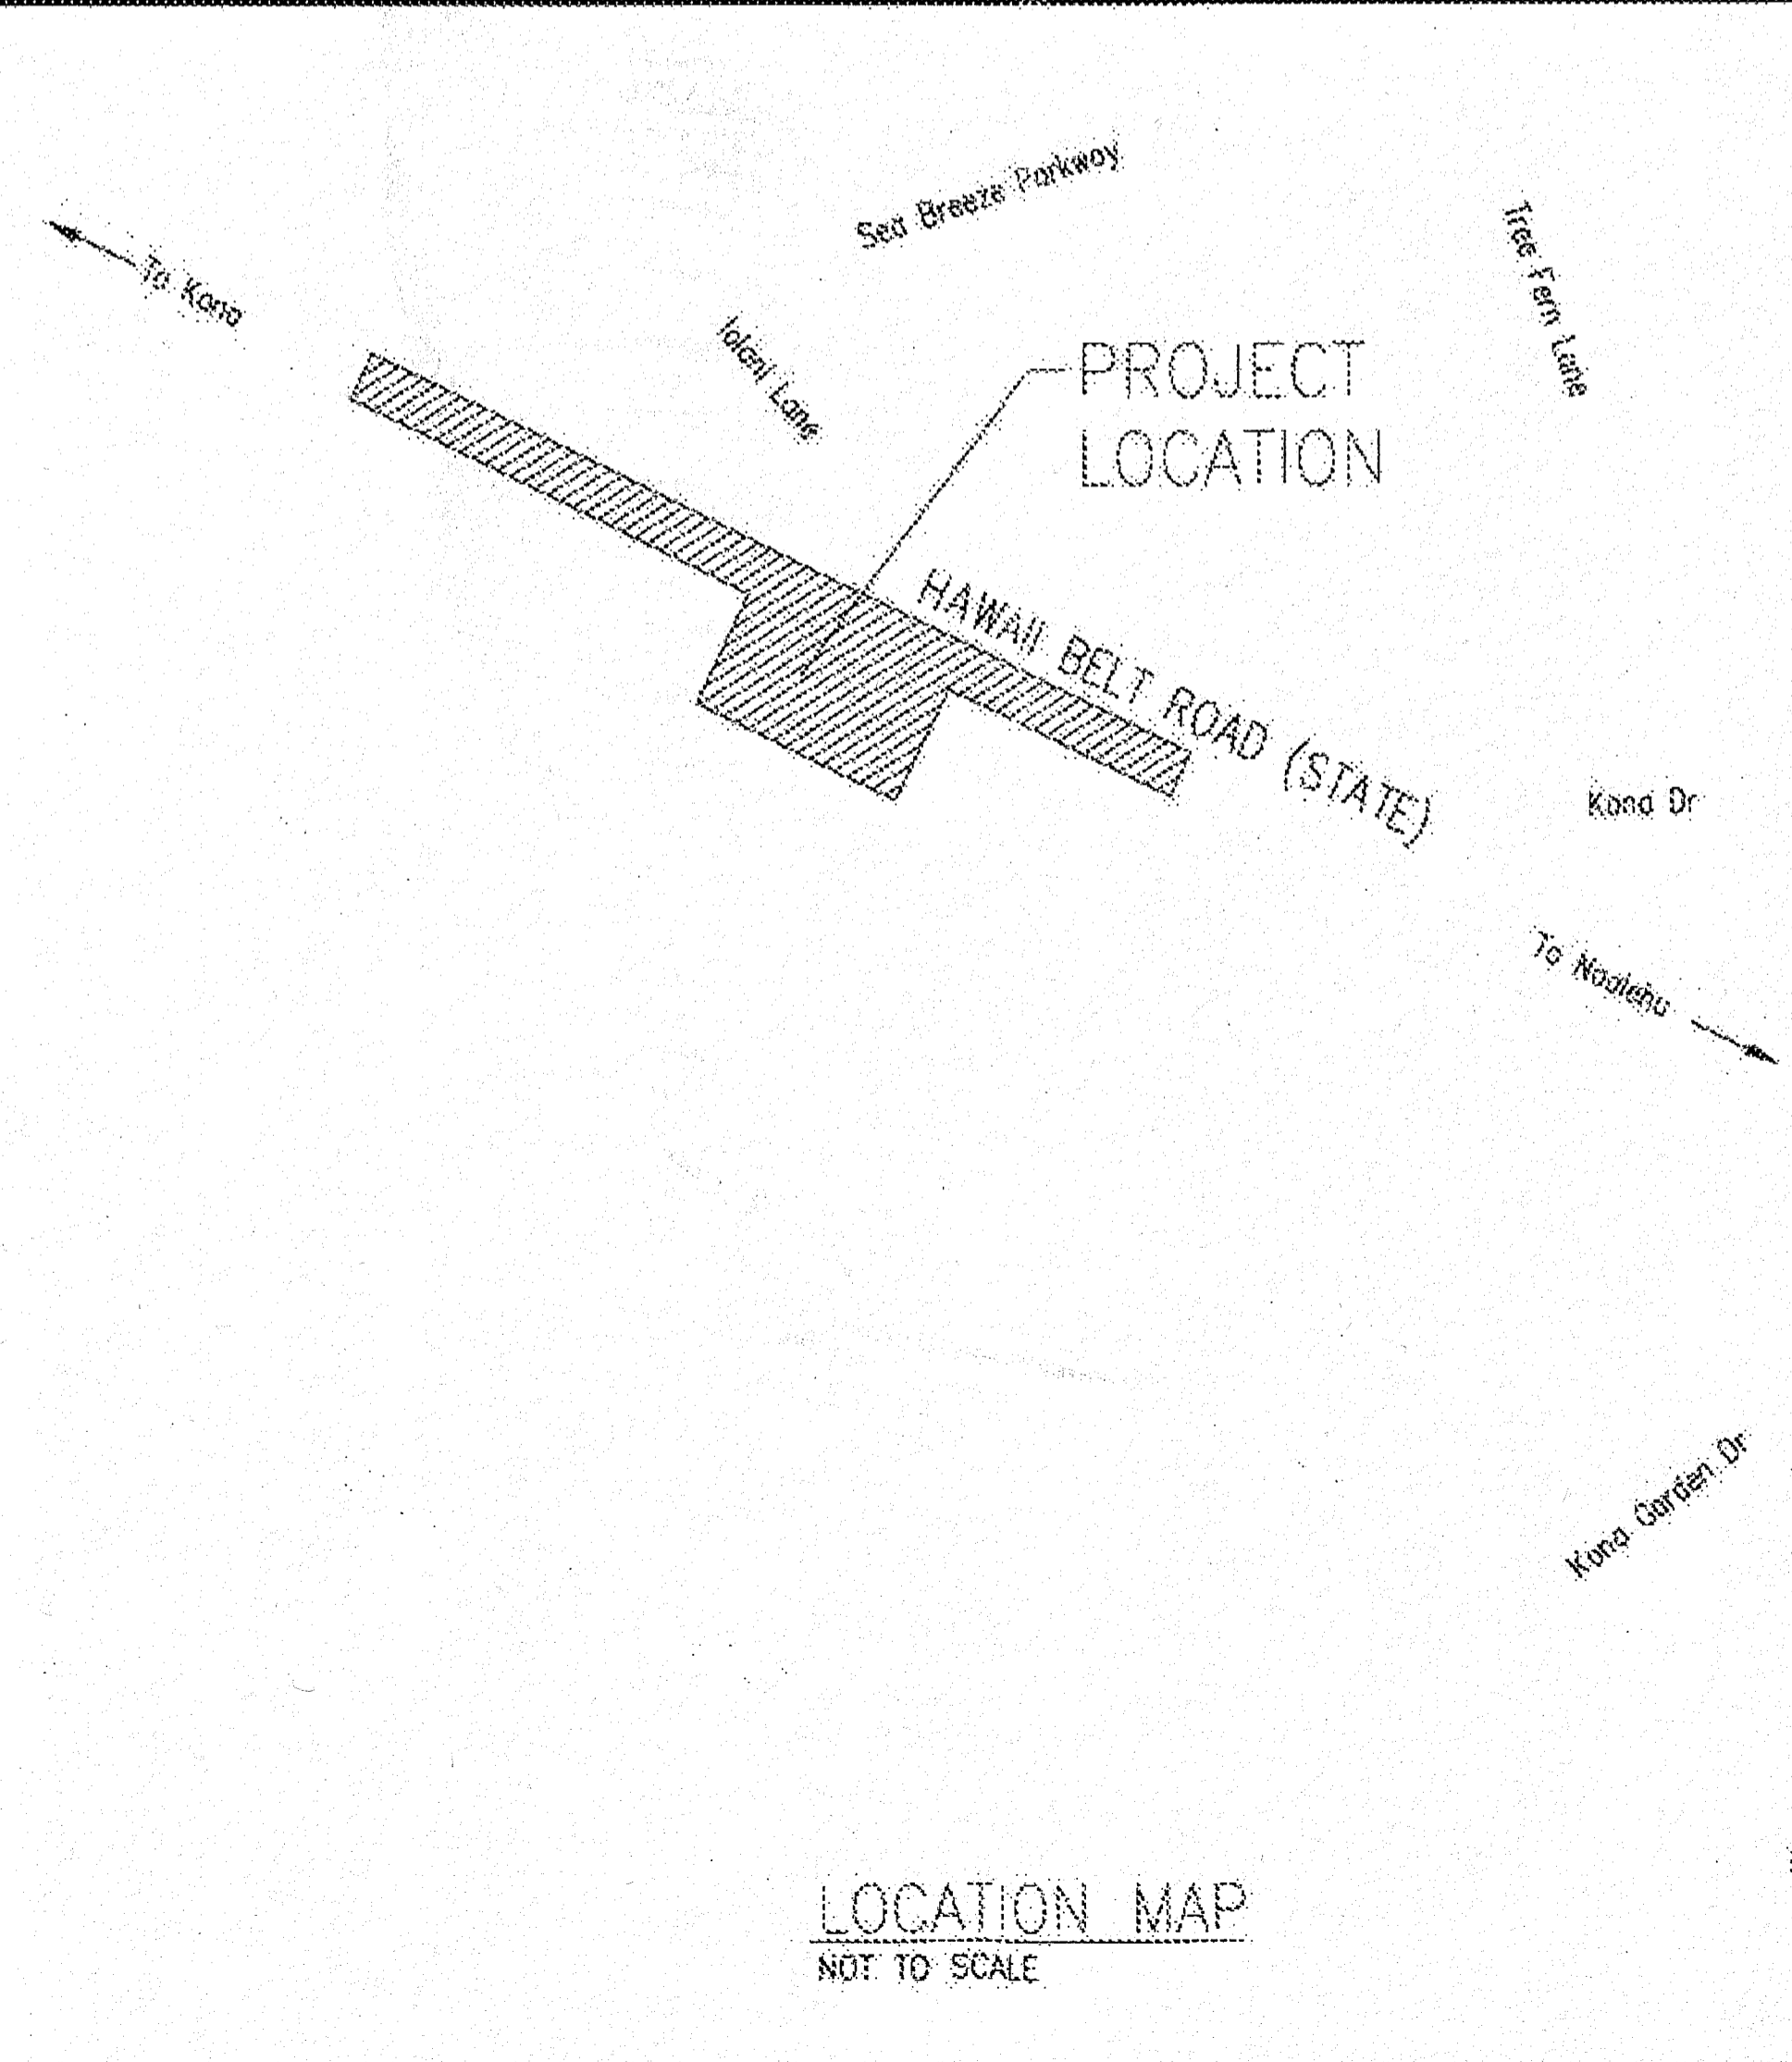 Sea Breeze Parkway
Tree Fern Lane
To Kona
Iolani Lane
PROJECT
LOCATION
HAWAII BELT ROAD (STATE)
Kona Dr
To Naalehu
Kona Garden Dr
LOCATION MAP
NOT TO SCALE